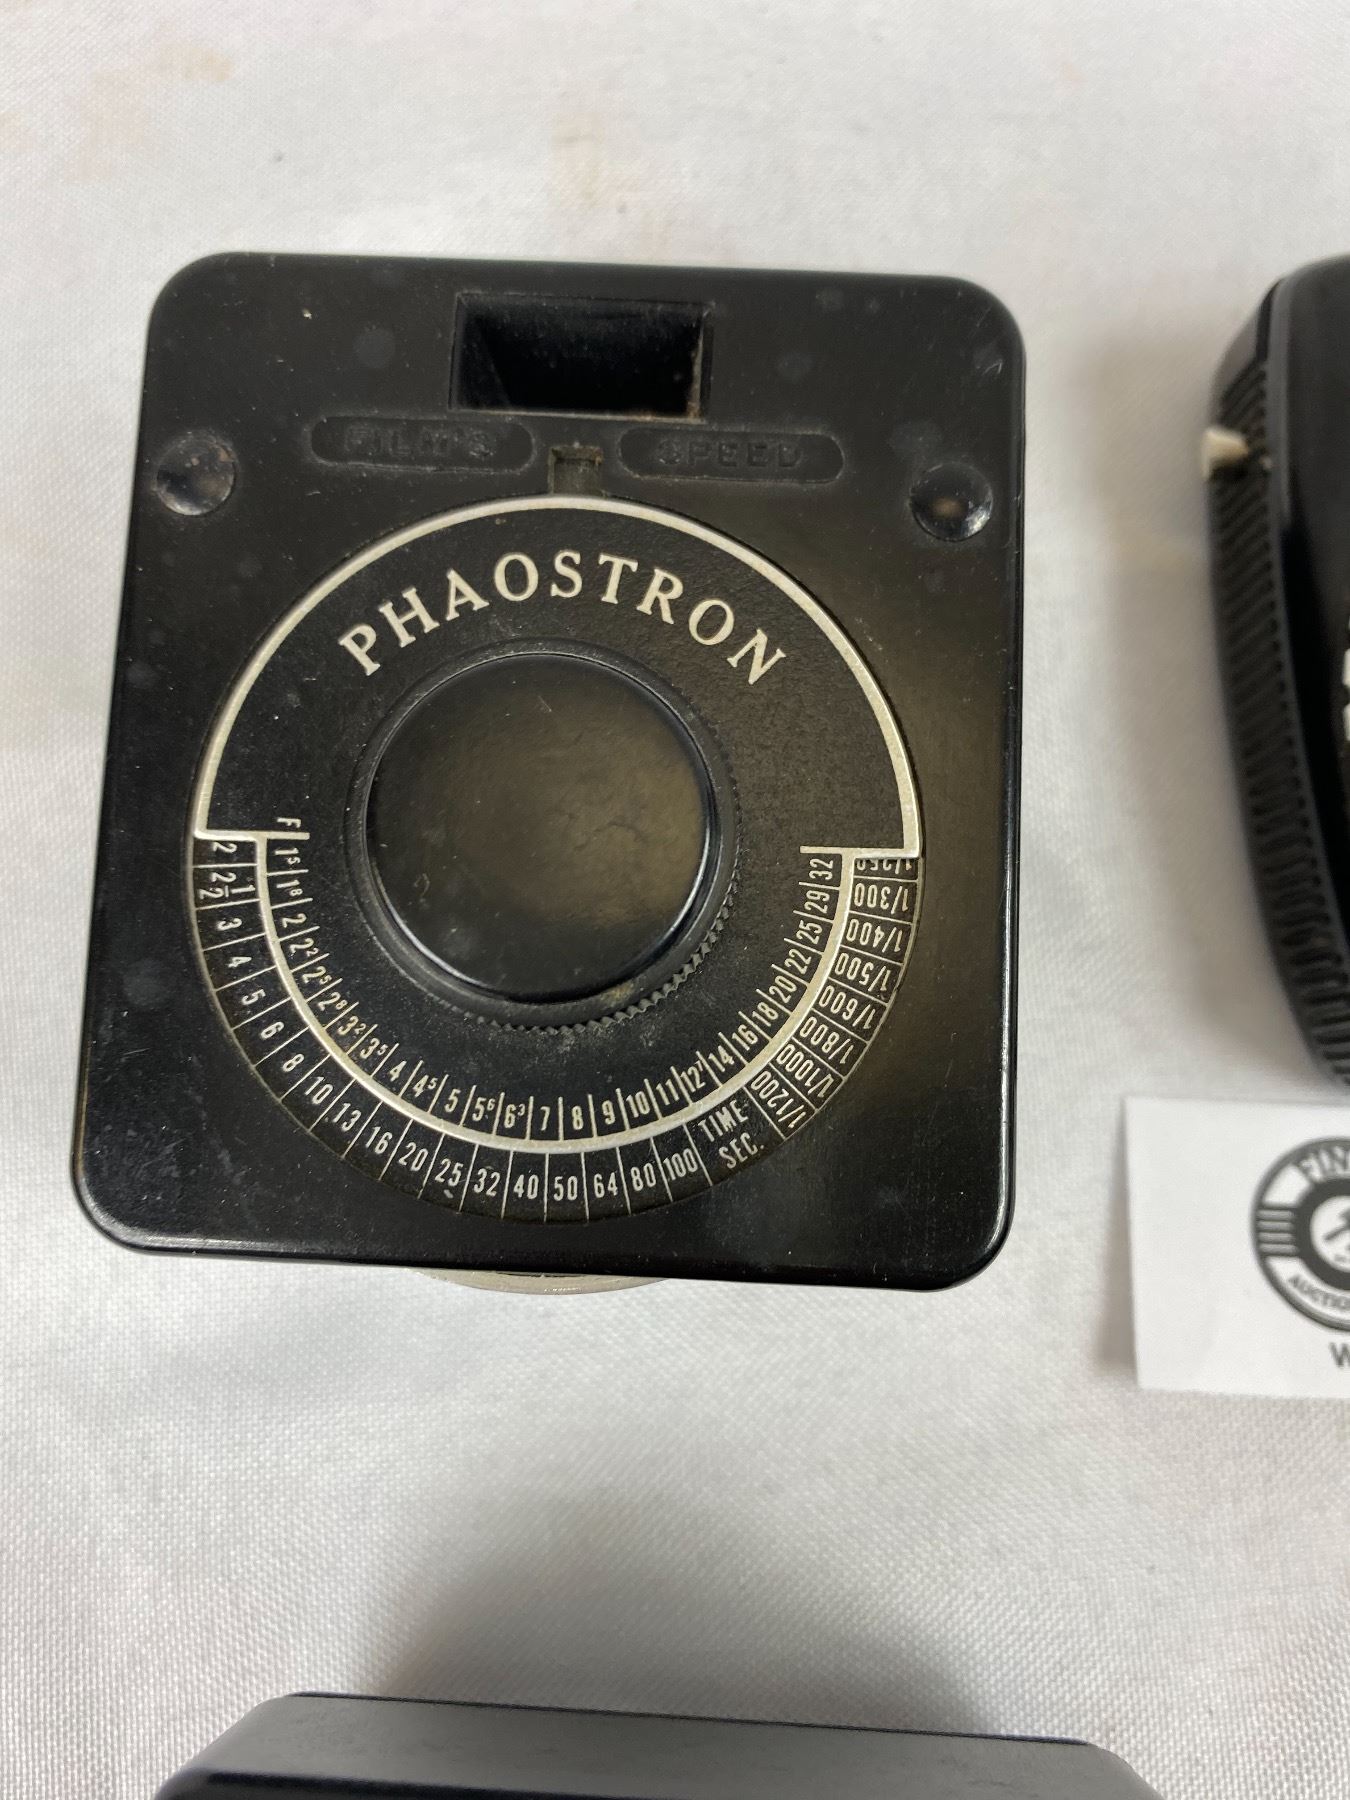 FILM'S SPEED
PHAOSTRON
F 1⁵ 1⁸ 2 2² 2⁵ 2⁸ 3² 3⁵ 4 4⁵ 5 5⁶ 6³ 7 8 9 10 11 12⁷ 14 16 18 20 22 25 29 32
2 2½ 3 4 5 6 8 10 13 16 20 25 32 40 50 64 80 100 TIME SEC. 1/1200 1/1000 1/800 1/600 1/500 1/400 1/300 1/250
AUCTIO
W